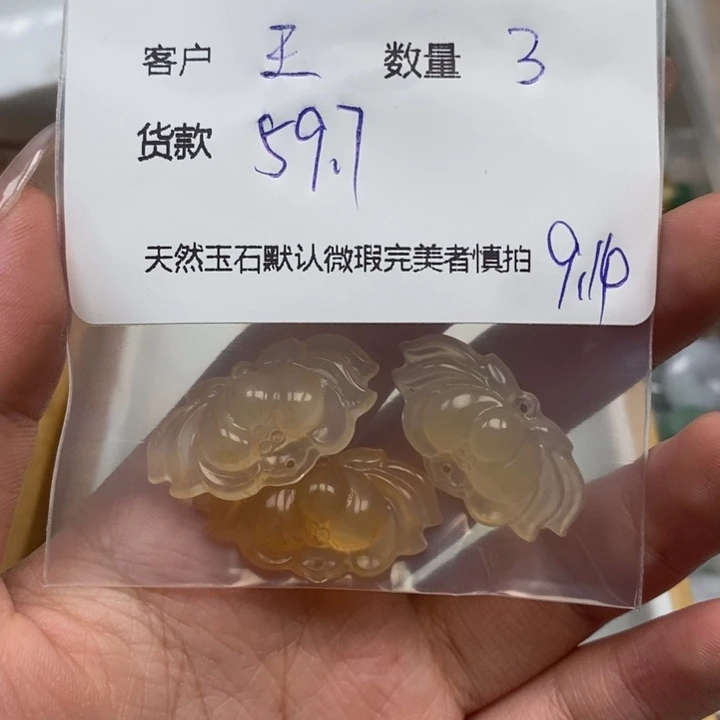 客户 王 数量 3
货款 59.7
天然玉石默认微瑕完美者慎拍 9.10